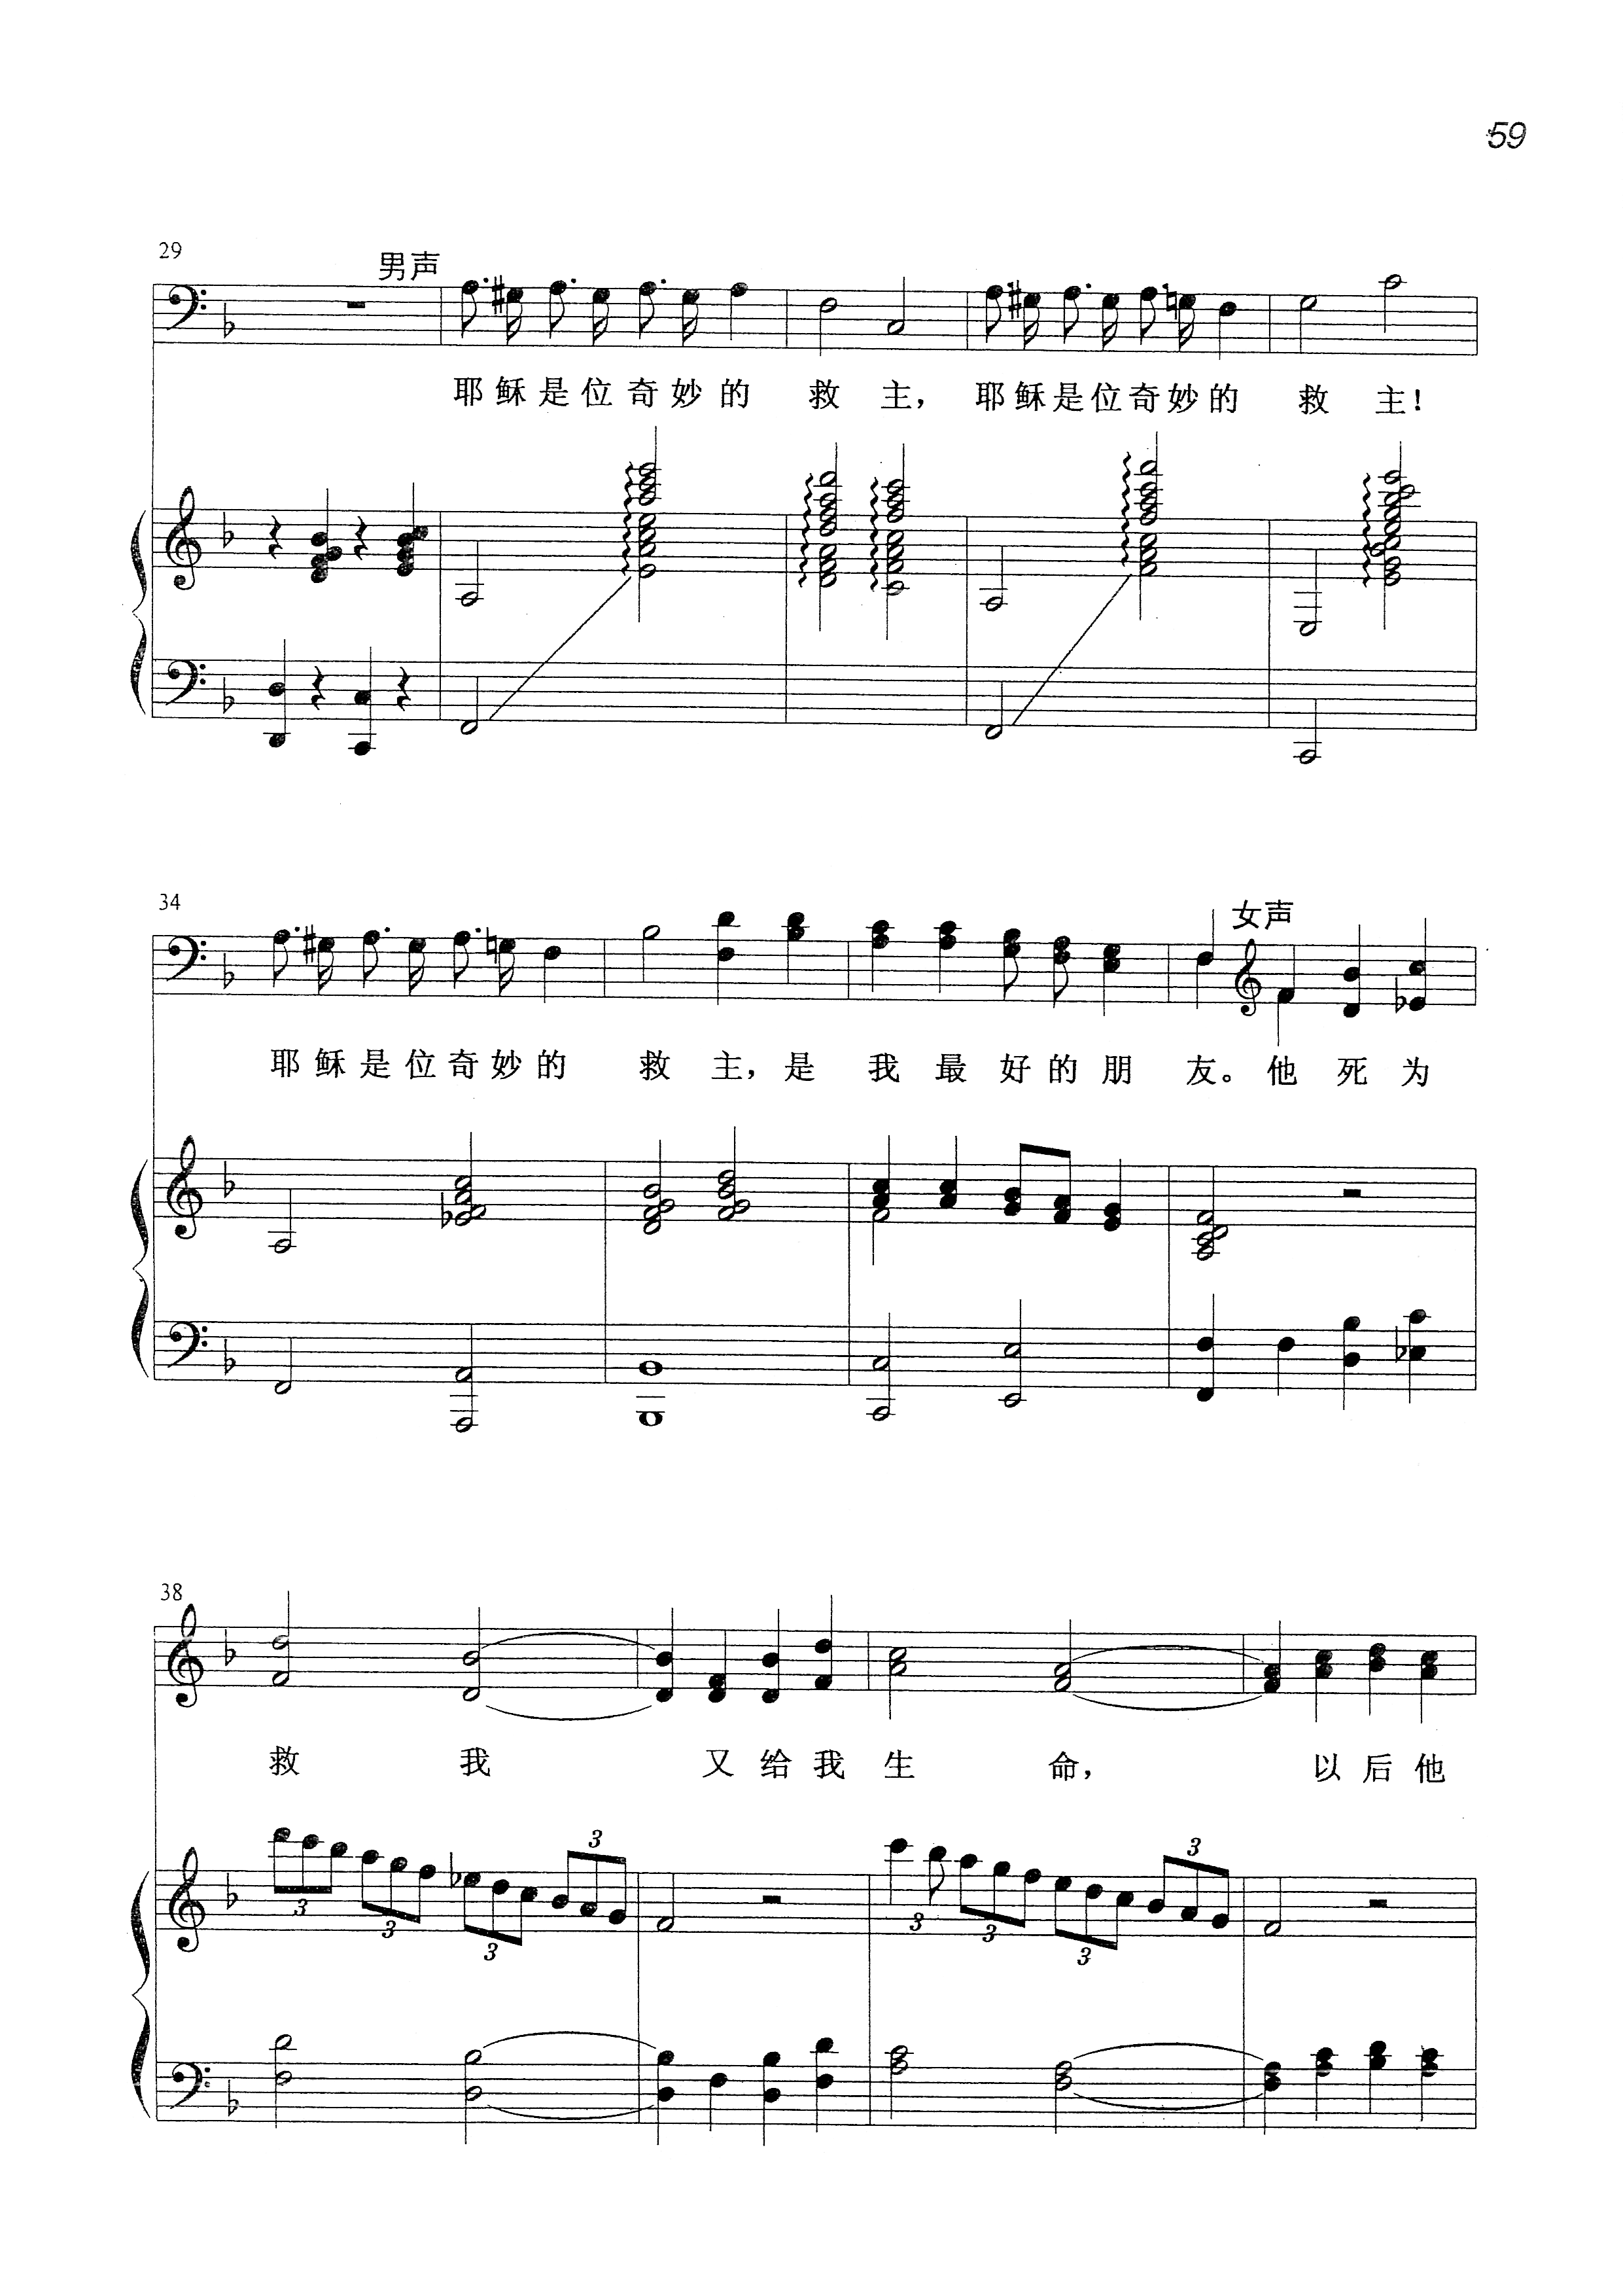 59
29
男声
耶稣是位奇妙的救主，耶稣是位奇妙的救主！
34
女声
耶稣是位奇妙的救主，是我最好的朋友。他死为
38
救我又给我生命，以后他
3
3
3
3 3 3
3 3 3